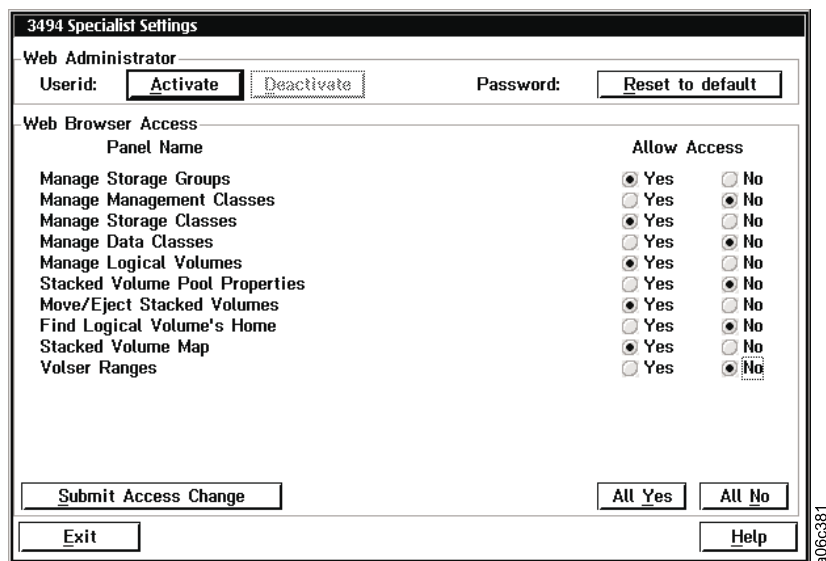 3494 Specialist Settings
Web Administrator
Userid: Activate Deactivate Password: Reset to default
Web Browser Access
Panel Name Allow Access
Manage Storage Groups Yes No
Manage Management Classes Yes No
Manage Storage Classes Yes No
Manage Data Classes Yes No
Manage Logical Volumes Yes No
Stacked Volume Pool Properties Yes No
Move/Eject Stacked Volumes Yes No
Find Logical Volume's Home Yes No
Stacked Volume Map Yes No
Volser Ranges Yes No
Submit Access Change All Yes All No
Exit Help
a06c381